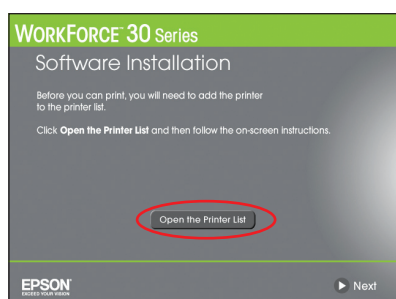 WORKFORCE™ 30 Series
Software Installation
Before you can print, you will need to add the printer
to the printer list.
Click Open the Printer List and then follow the on-screen instructions.
Open the Printer List
EPSON®
EXCEED YOUR VISION
Next